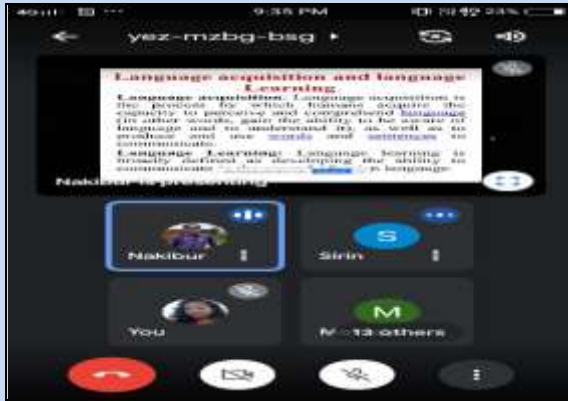 9:35 PM
23%
yez-mzbg-bsg
Language acquisition and language
Learning
Language acquisition: Language acquisition is
the process by which humans acquire the
capacity to perceive and comprehend language
(in other words, gain the ability to be aware of
language and to understand it), as well as to
produce and use words and sentences to
communicate.
Language Learning: Language learning is
broadly defined as developing the ability to
communicate language
Nakibur is presenting
Nakibur
Sirin
S
You
M
13 others